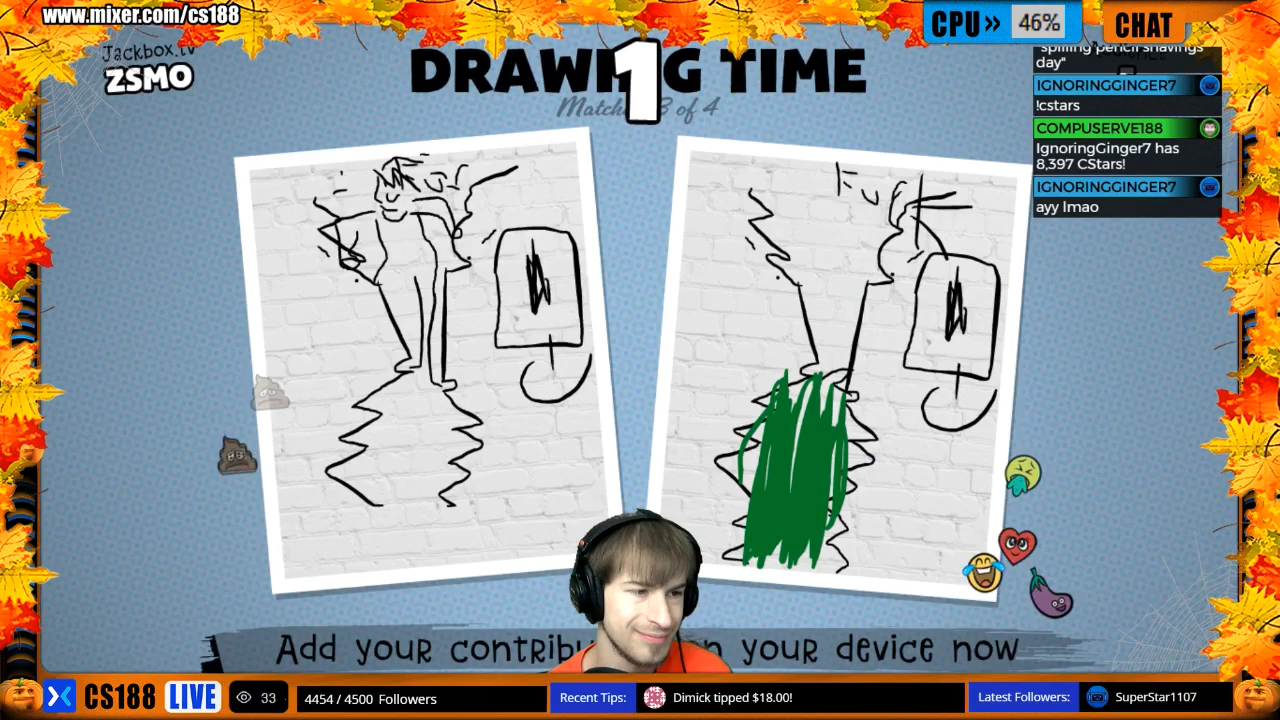 www.mixer.com/cs188
CPU» 46%
CHAT
Jackbox.tv
ZSMO
DRAWING TIME
1
Match 3 of 4
"spilling pencil shavings
day"
IGNORINGGINGER7
!cstars
COMPUSERVE188
IgnoringGinger7 has
8,397 CStars!
IGNORINGGINGER7
ayy lmao
Add your on your device now
CS188 LIVE
33
4454 / 4500 Followers
Recent Tips:
Dimick tipped $18.00!
Latest Followers:
SuperStar1107